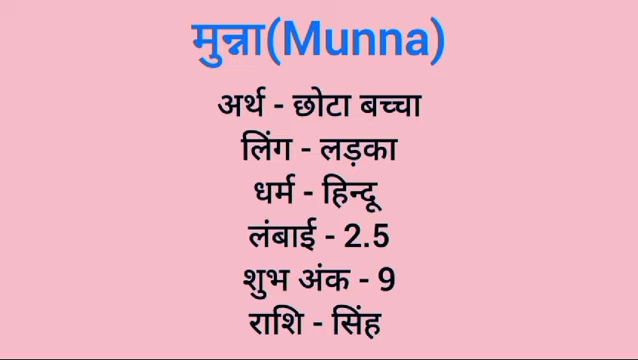 मुन्ना(Munna)
अर्थ - छोटा बच्चा
लिंग - लड़का
धर्म - हिन्दू
लंबाई - 2.5
शुभ अंक - 9
राशि - सिंह